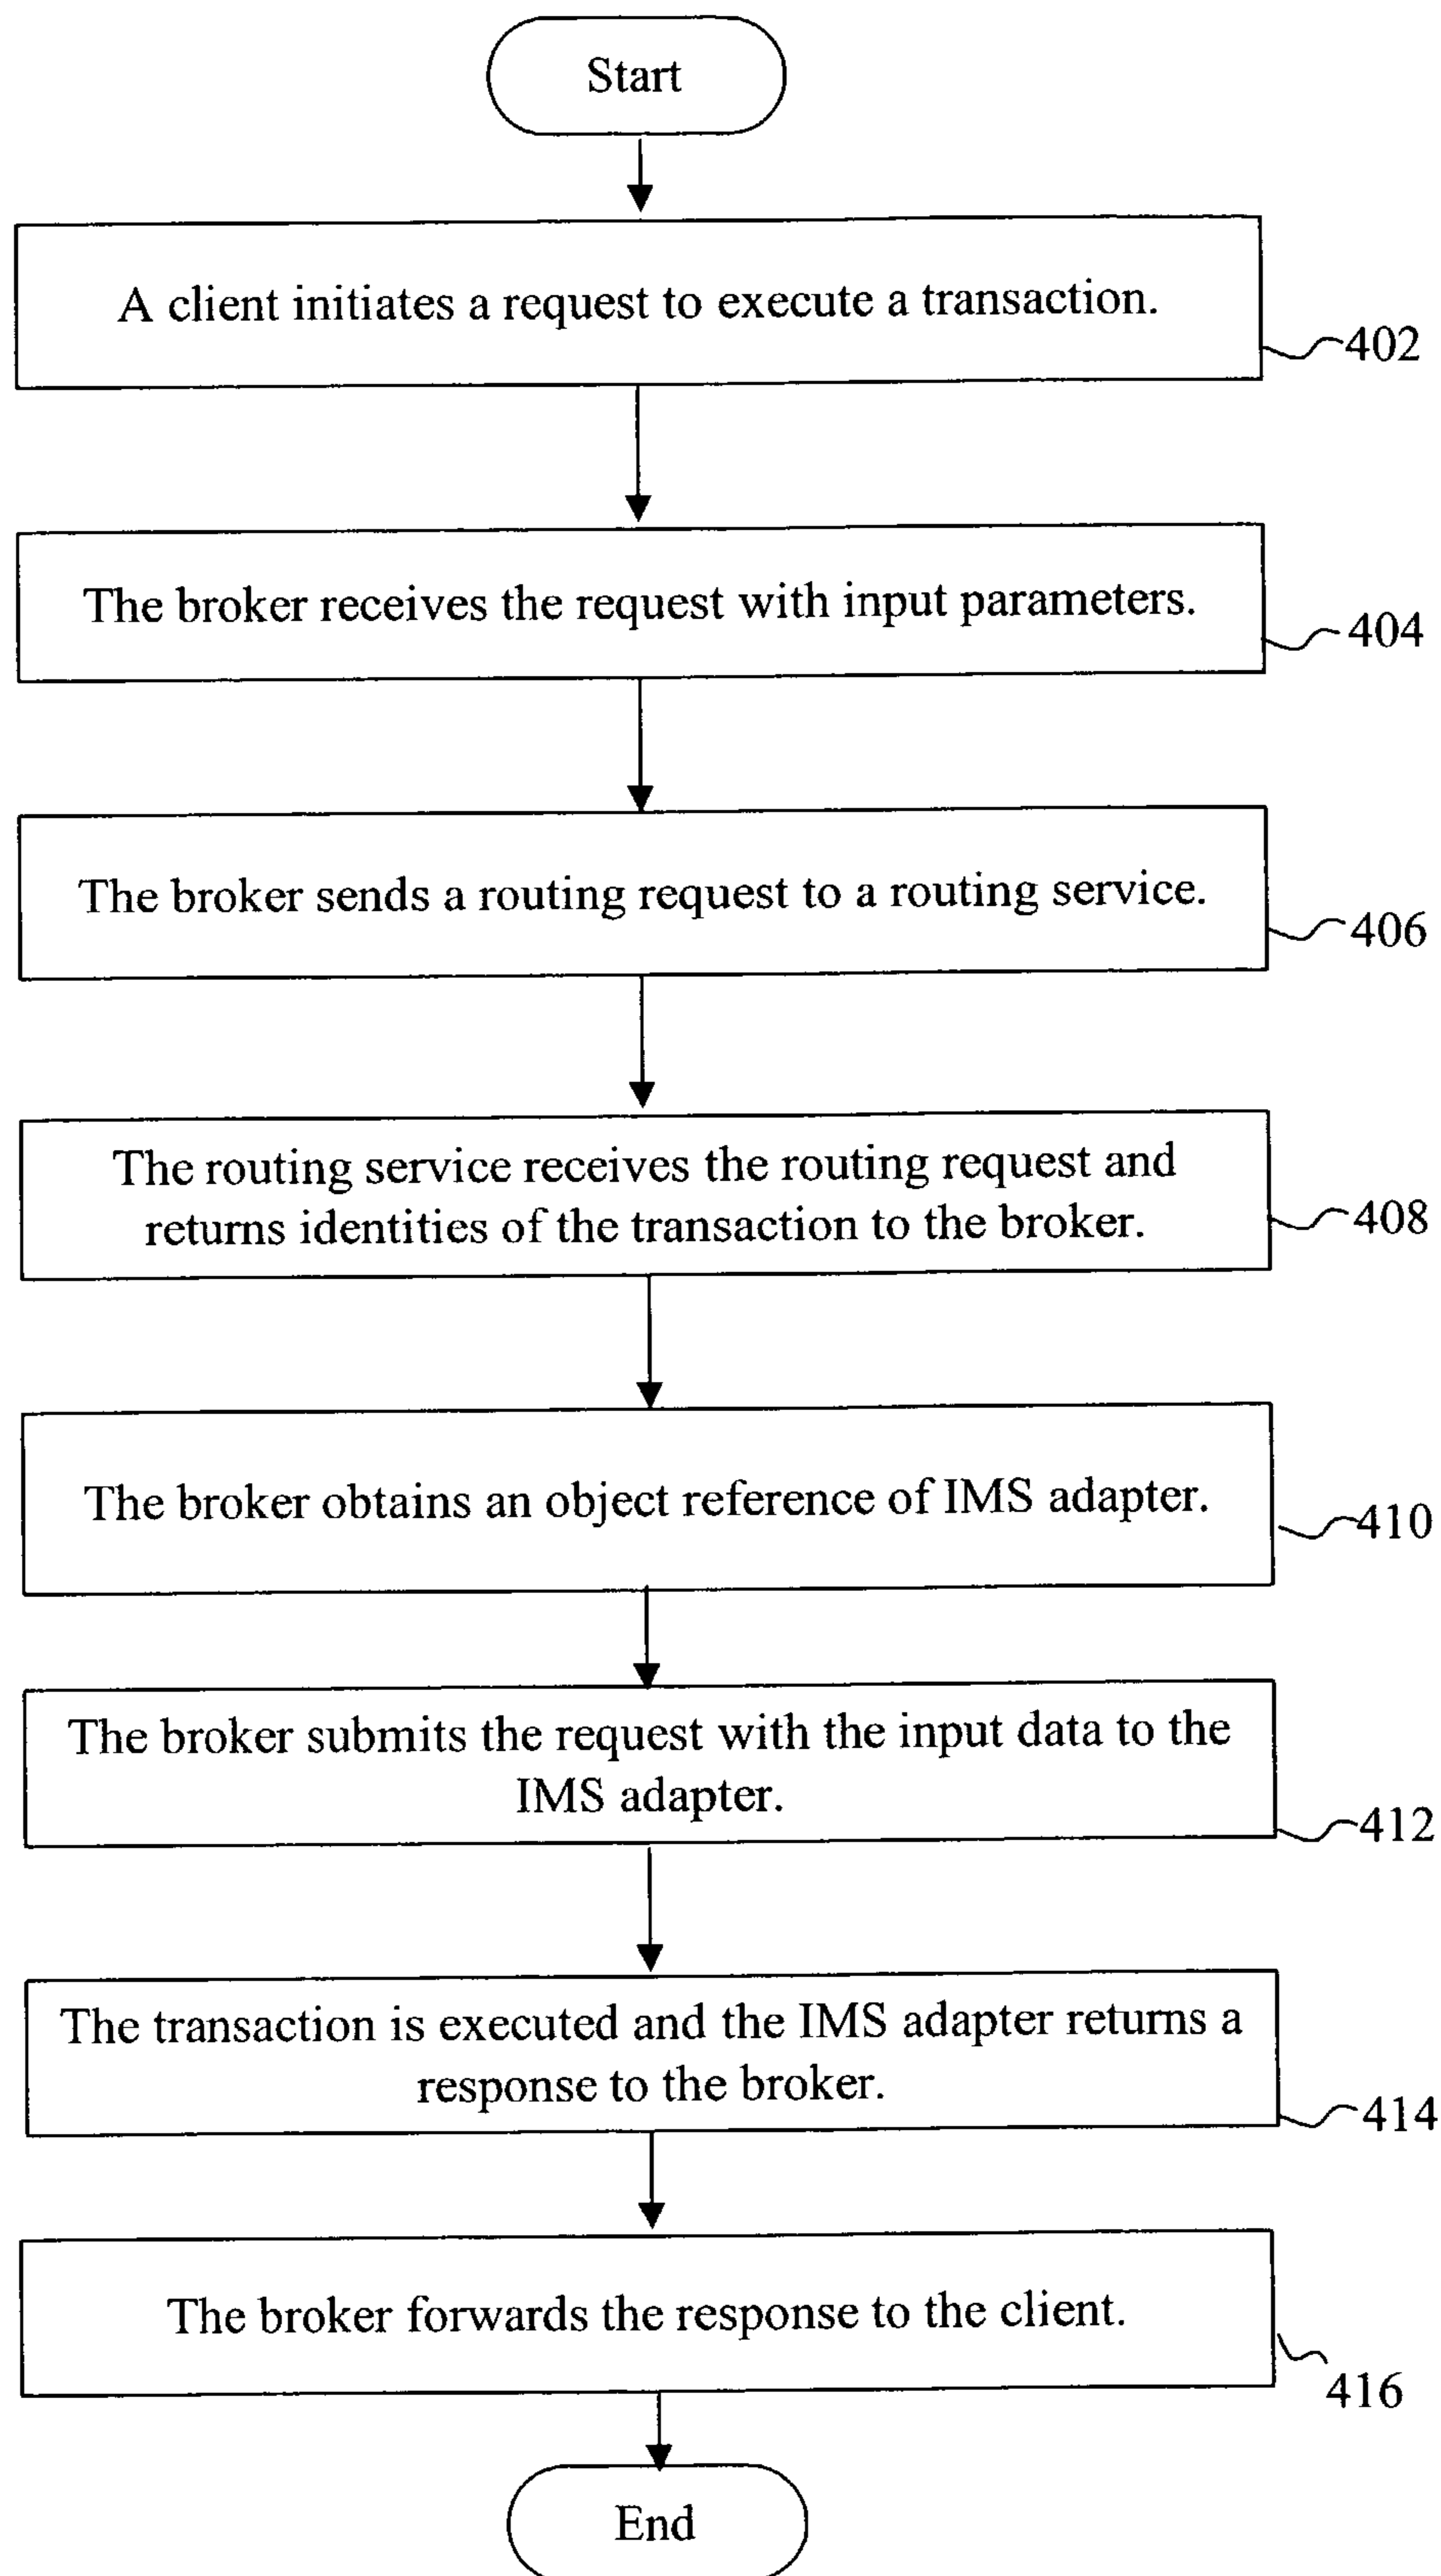 Start
A client initiates a request to execute a transaction.
402
The broker receives the request with input parameters.
404
The broker sends a routing request to a routing service.
406
The routing service receives the routing request and
returns identities of the transaction to the broker.
408
The broker obtains an object reference of IMS adapter.
410
The broker submits the request with the input data to the
IMS adapter.
412
The transaction is executed and the IMS adapter returns a
response to the broker.
414
The broker forwards the response to the client.
416
End